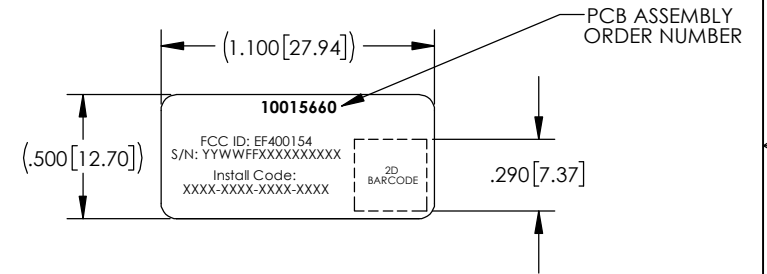 PCB ASSEMBLY
ORDER NUMBER
(1.100[27.94])
10015660
FCC ID: EF400154
S/N: YYWWFFXXXXXXXXXX
Install Code:
XXXX-XXXX-XXXX-XXXX
2D
BARCODE
(.500[12.70])
.290[7.37]